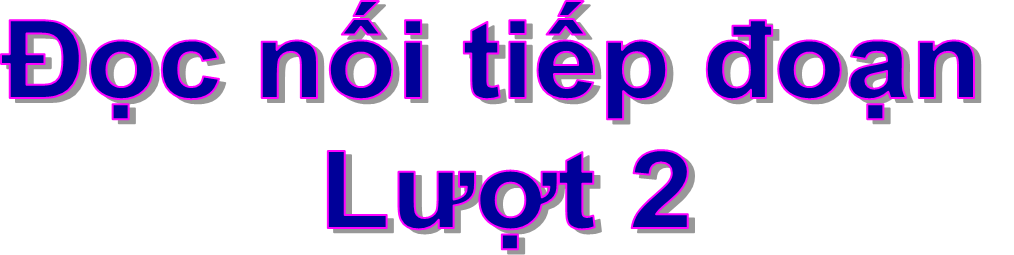 Đọc nối tiếp đoạn
Lượt 2